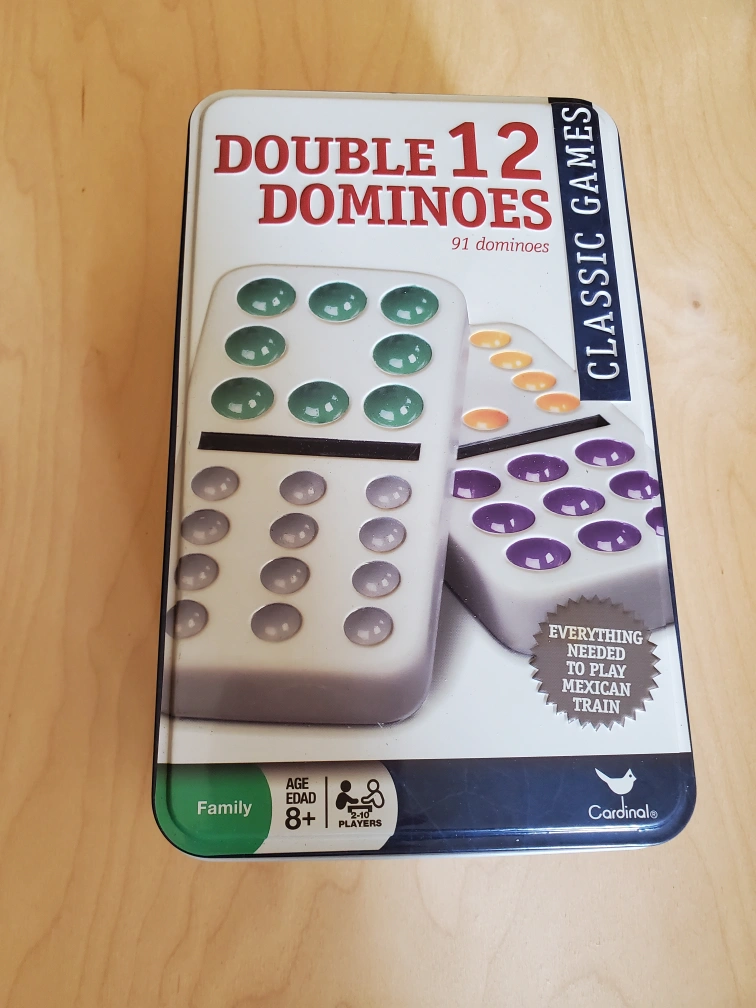 DOUBLE 12
DOMINOES
91 dominoes
CLASSIC GAMES
EVERYTHING
NEEDED
TO PLAY
MEXICAN
TRAIN
Family
AGE
EDAD
8+
2-10
PLAYERS
Cardinal®